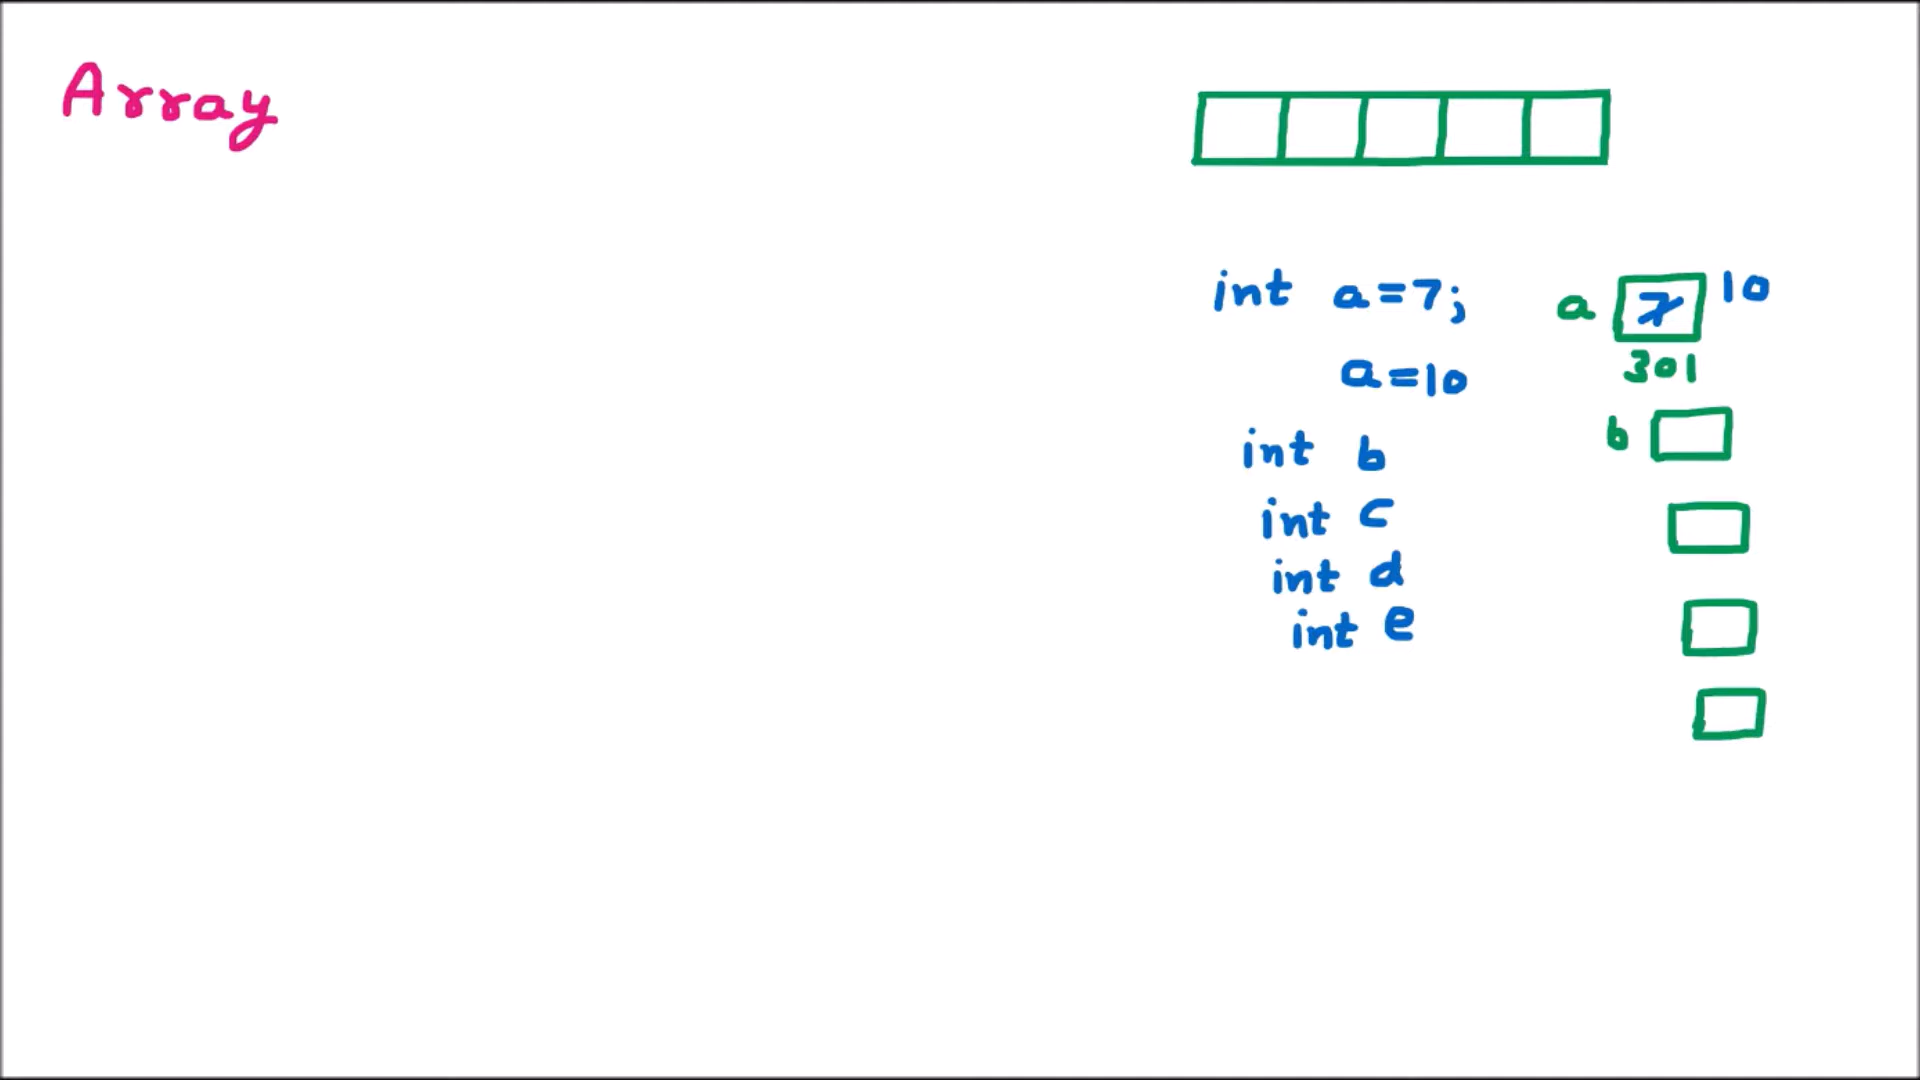 Array
int a=7; a 7 10
301
a=10
int b b
int c
int d
int e